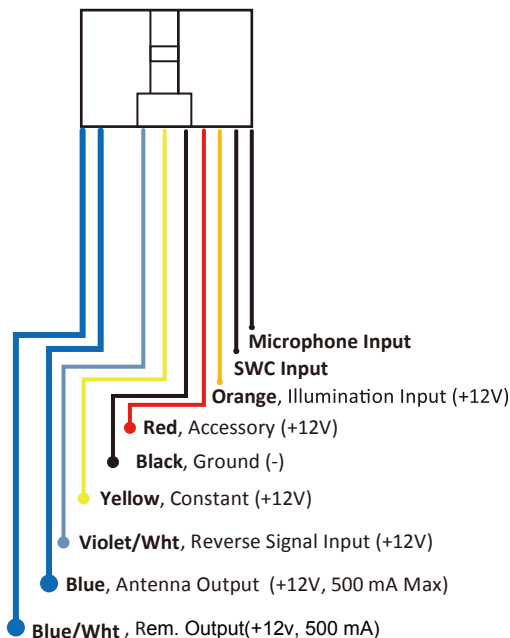 Microphone Input
SWC Input
Orange, Illumination Input (+12V)
Red, Accessory (+12V)
Black, Ground (-)
Yellow, Constant (+12V)
Violet/Wht, Reverse Signal Input (+12V)
Blue, Antenna Output (+12V, 500 mA Max)
Blue/Wht , Rem. Output(+12v, 500 mA)